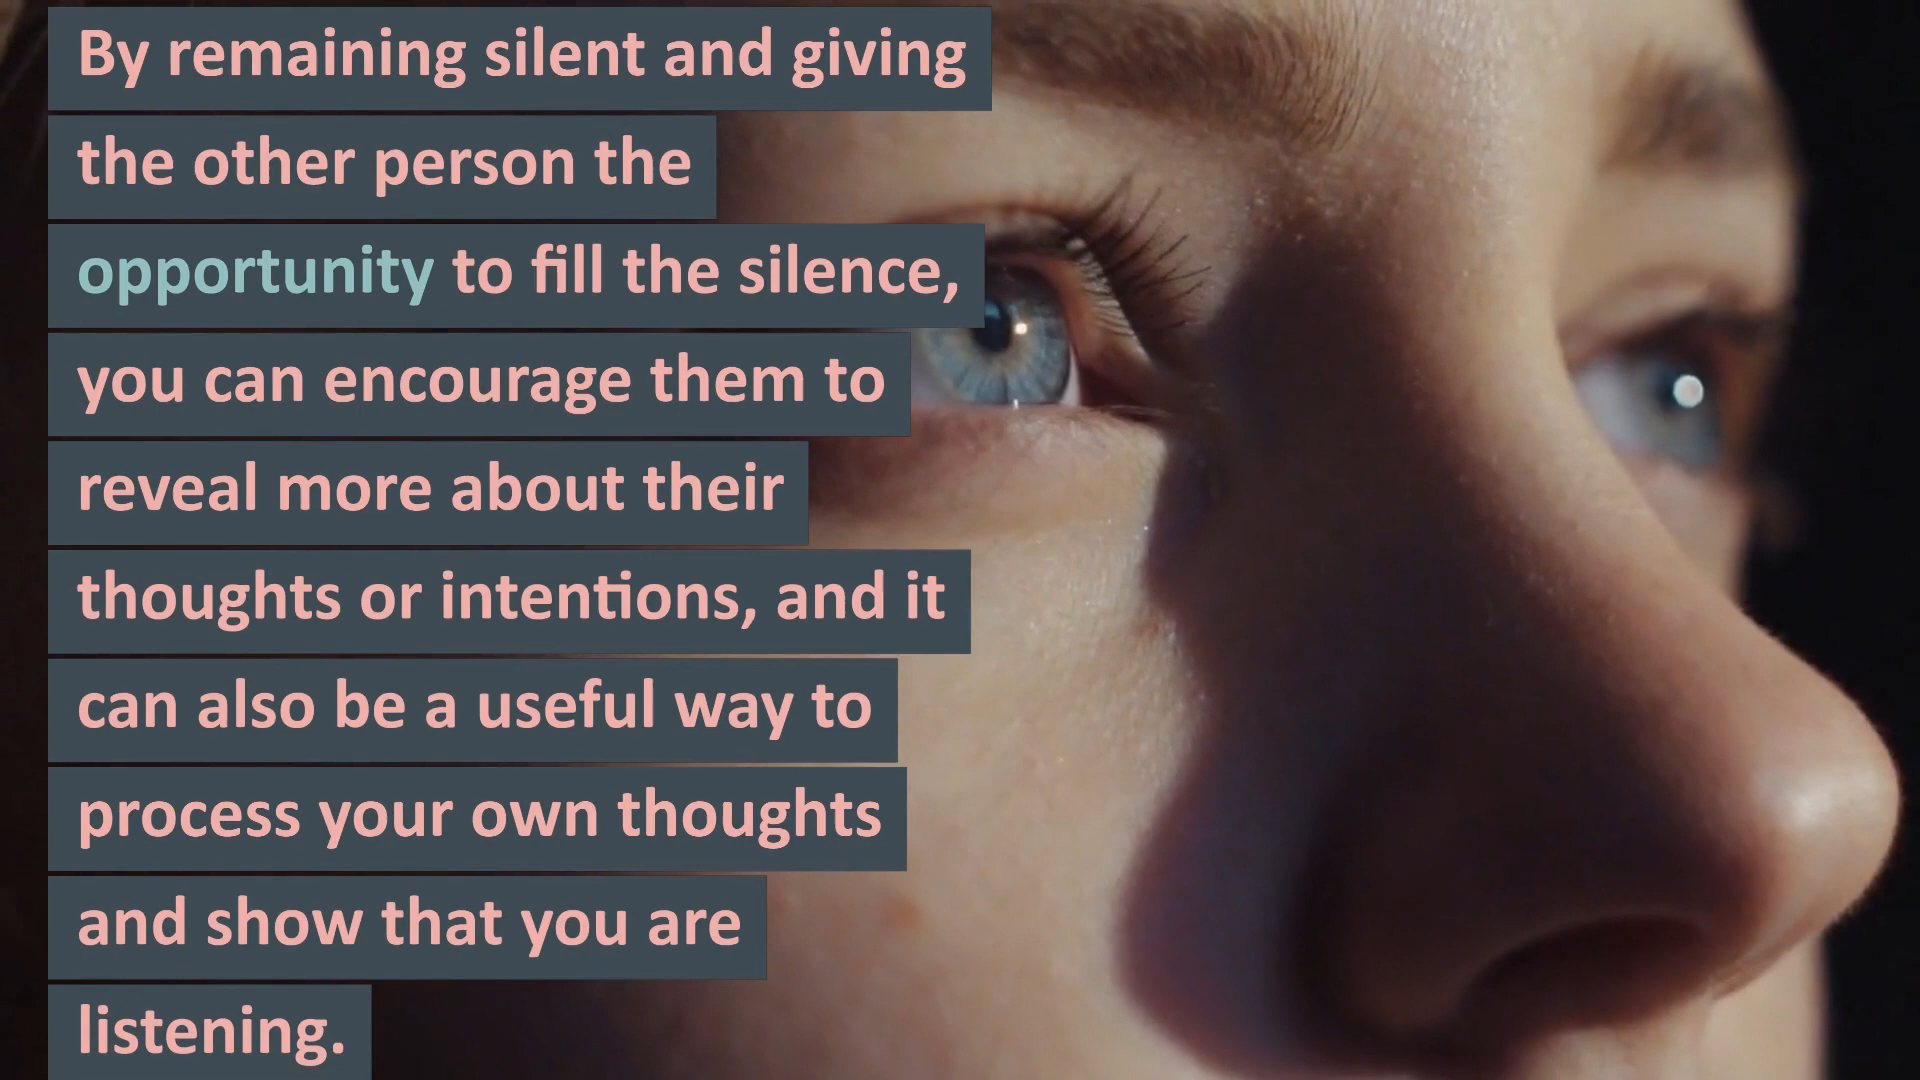 By remaining silent and giving
the other person the
opportunity to fill the silence,
you can encourage them to
reveal more about their
thoughts or intentions, and it
can also be a useful way to
process your own thoughts
and show that you are
listening.